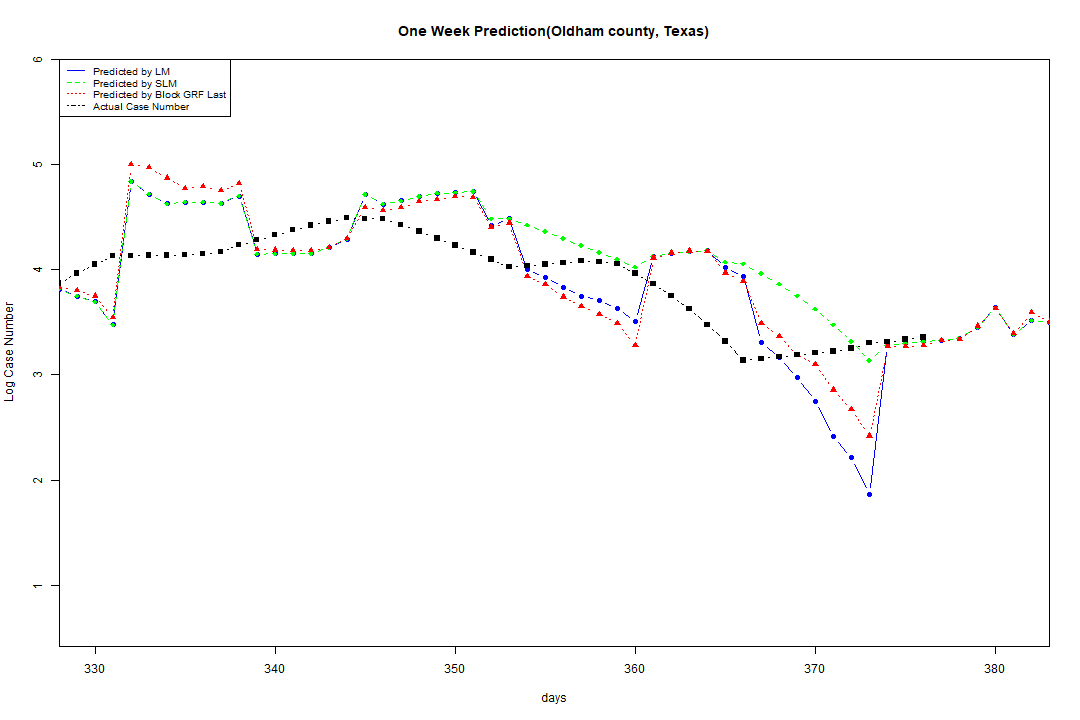 One Week Prediction(Oldham county, Texas)
Predicted by LM
Predicted by SLM
Predicted by Block GRF Last
Actual Case Number
6
5
4
3
2
1
Log Case Number
330 340 350 360 370 380
days